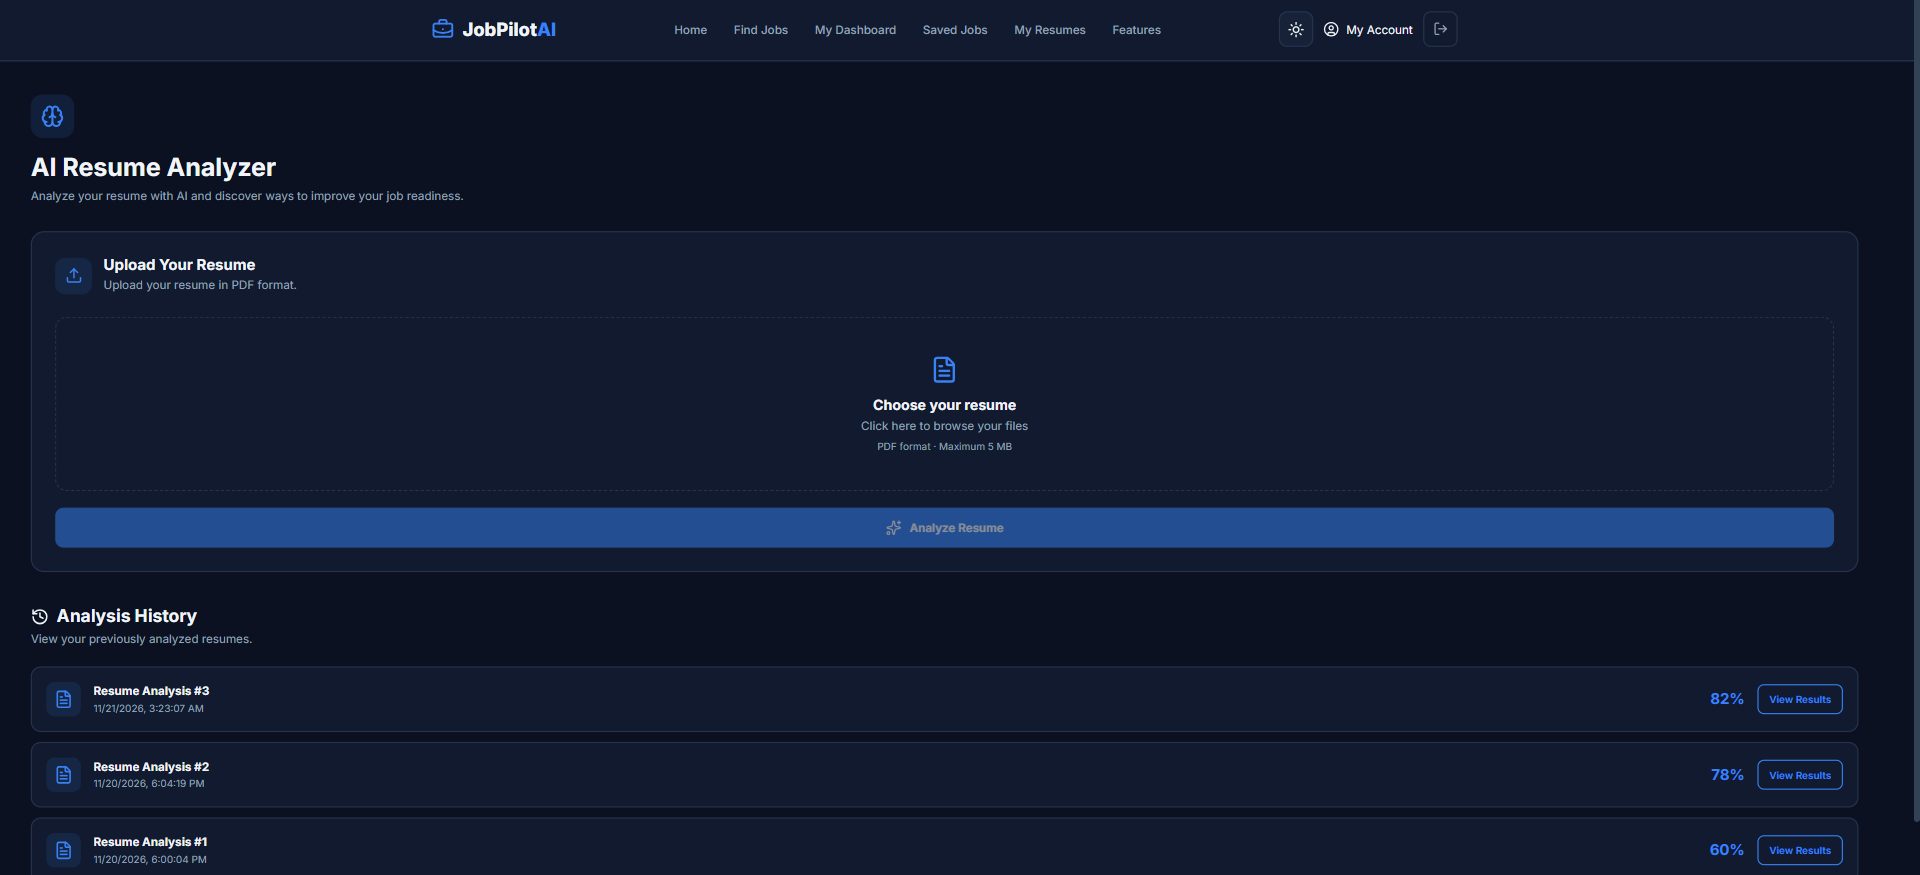 JobPilotAI
Home
Find Jobs
My Dashboard
Saved Jobs
My Resumes
Features
My Account
AI Resume Analyzer
Analyze your resume with AI and discover ways to improve your job readiness.
Upload Your Resume
Upload your resume in PDF format.
Choose your resume
Click here to browse your files
PDF format · Maximum 5 MB
Analyze Resume
Analysis History
View your previously analyzed resumes.
Resume Analysis #3
11/21/2026, 3:23:07 AM
82%
View Results
Resume Analysis #2
11/20/2026, 6:04:19 PM
78%
View Results
Resume Analysis #1
11/20/2026, 6:00:04 PM
60%
View Results